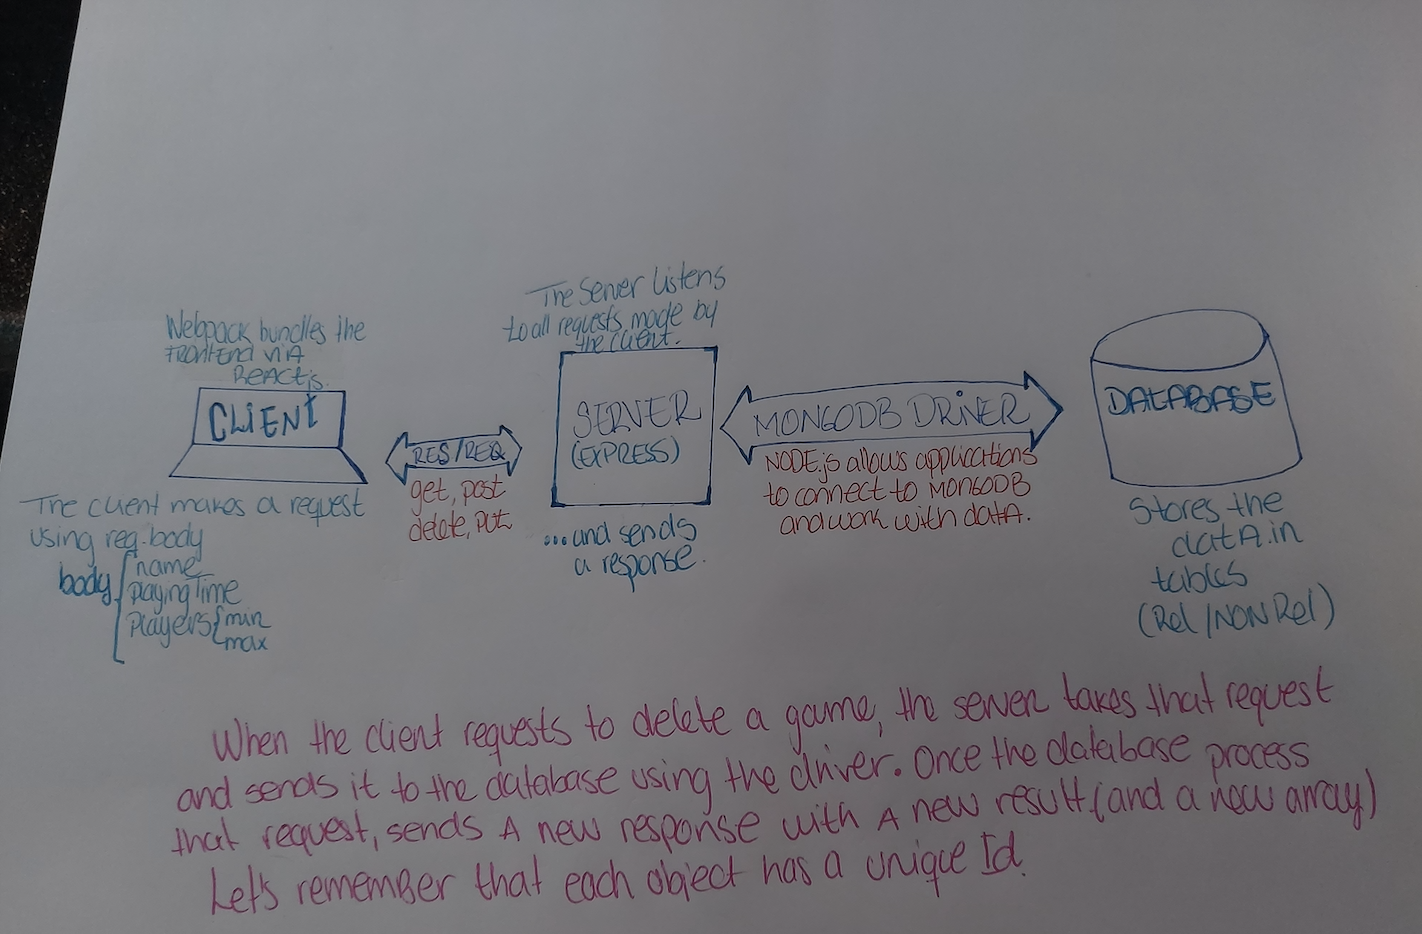 Webpack bundles the
frontend via
Reactjs.
CLIENT
The client makes a request
using req.body
body
name
playingTime
players
min
max
RES/REQ
get, post
delete, put
The Server Listens
to all requests made by
the client.
SERVER
(EXPRESS)
...and sends
a response.
MONGODB DRIVER
NODE.js allows applications
to connect to MONGODB
and work with data.
DATABASE
Stores the
data in
tables
(Rel/NON Rel)
When the client requests to delete a game, the server takes that request
and sends it to the database using the driver. Once the database process
that request, sends A new response with A new result (and a new array)
Let's remember that each object has a unique Id.